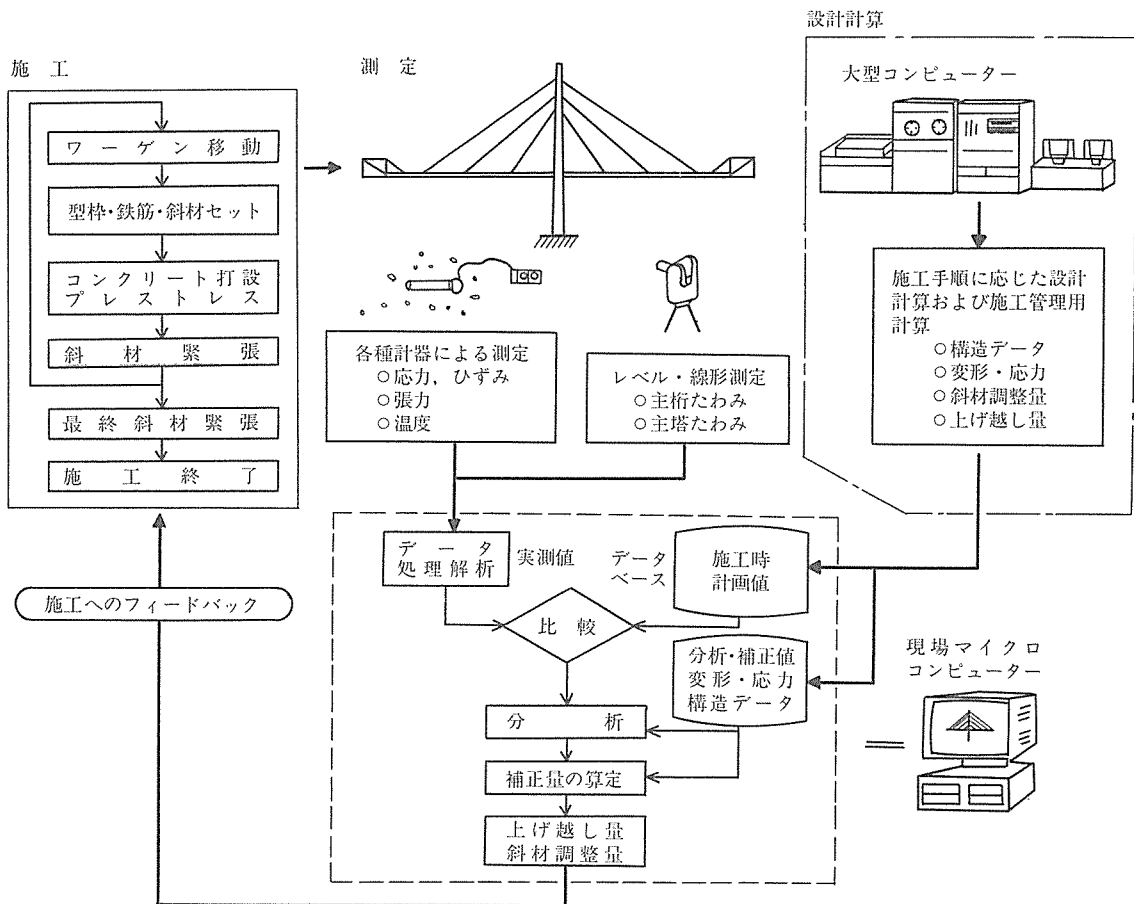 設計計算
施工
測定
大型コンピューター
ワーゲン移動
型枠・鉄筋・斜材セット
コンクリート打設
プレストレス
斜材緊張
最終斜材緊張
施工終了
各種計器による測定
○応力，ひずみ
○張力
○温度
レベル・線形測定
○主桁たわみ
○主塔たわみ
施工手順に応じた設計
計算および施工管理用
計算
○構造データ
○変形・応力
○斜材調整量
○上げ越し量
データ
処理解析
実測値
データ
ベース
施工時
計画値
施工へのフィードバック
比較
分析・補正値
変形・応力
構造データ
現場マイクロ
コンピューター
分析
補正量の算定
上げ越し量
斜材調整量